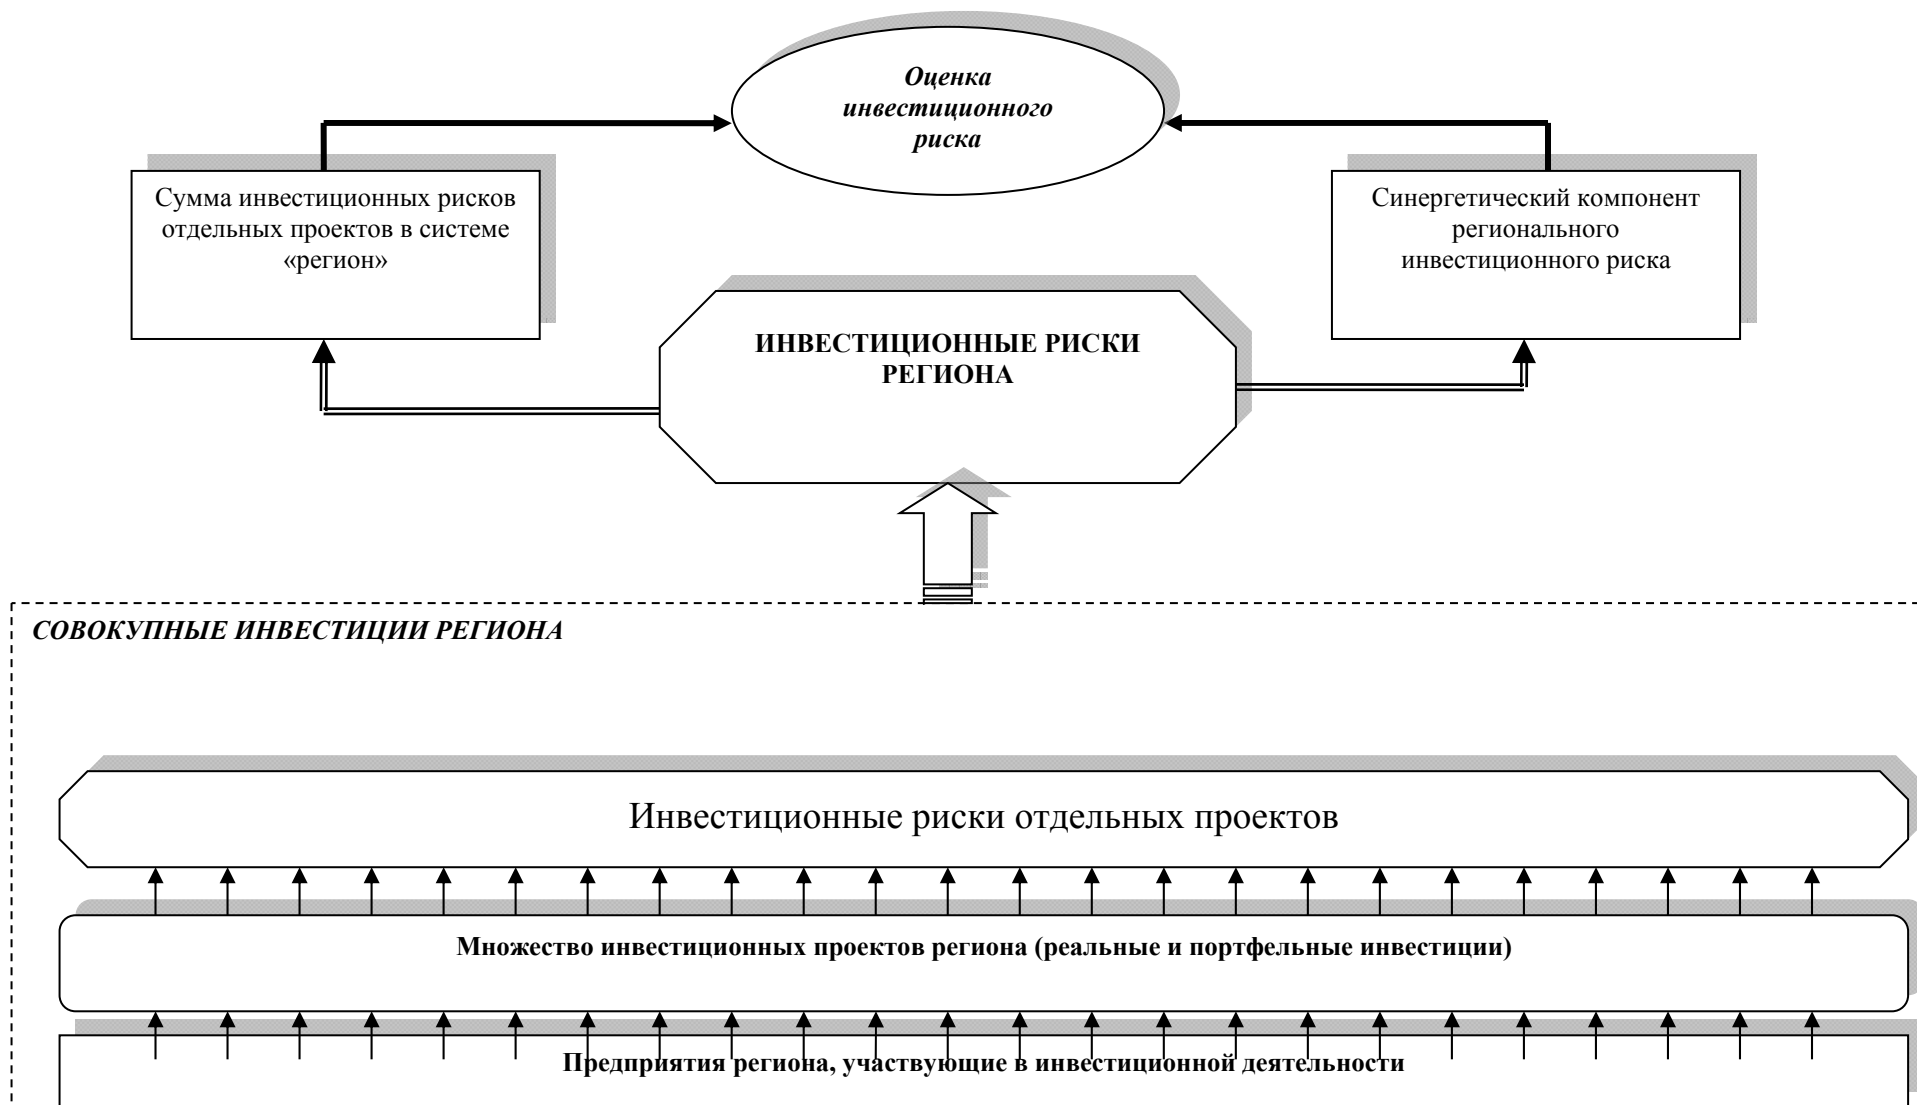 Оценка
инвестиционного
риска
Сумма инвестиционных рисков
отдельных проектов в системе
«регион»
Синергетический компонент
регионального
инвестиционного риска
ИНВЕСТИЦИОННЫЕ РИСКИ
РЕГИОНА
СОВОКУПНЫЕ ИНВЕСТИЦИИ РЕГИОНА
Инвестиционные риски отдельных проектов
Множество инвестиционных проектов региона (реальные и портфельные инвестиции)
Предприятия региона, участвующие в инвестиционной деятельности